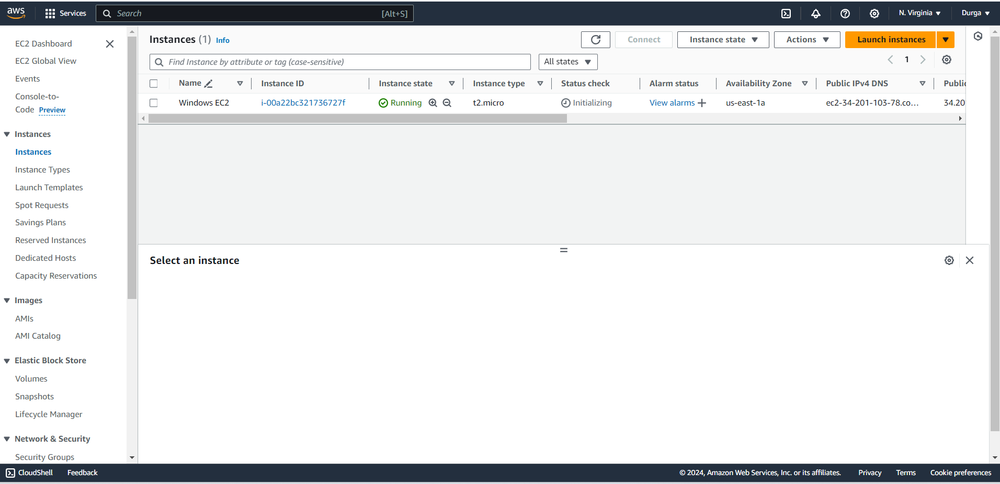 aws
Services
Search
[Alt+S]
N. Virginia
Durga
EC2 Dashboard
EC2 Global View
Events
Console-to-
Code Preview
Instances
Instances
Instance Types
Launch Templates
Spot Requests
Savings Plans
Reserved Instances
Dedicated Hosts
Capacity Reservations
Images
AMIs
AMI Catalog
Elastic Block Store
Volumes
Snapshots
Lifecycle Manager
Network & Security
Security Groups
Instances (1) Info
Connect
Instance state
Actions
Launch instances
Find Instance by attribute or tag (case-sensitive)
All states
1
Name Instance ID Instance state Instance type Status check Alarm status Availability Zone Public IPv4 DNS Public
Windows EC2 i-00a22bc321736727f Running t2.micro Initializing View alarms + us-east-1a ec2-34-201-103-78.co... 34.20
Select an instance
CloudShell
Feedback
© 2024, Amazon Web Services, Inc. or its affiliates.
Privacy
Terms
Cookie preferences